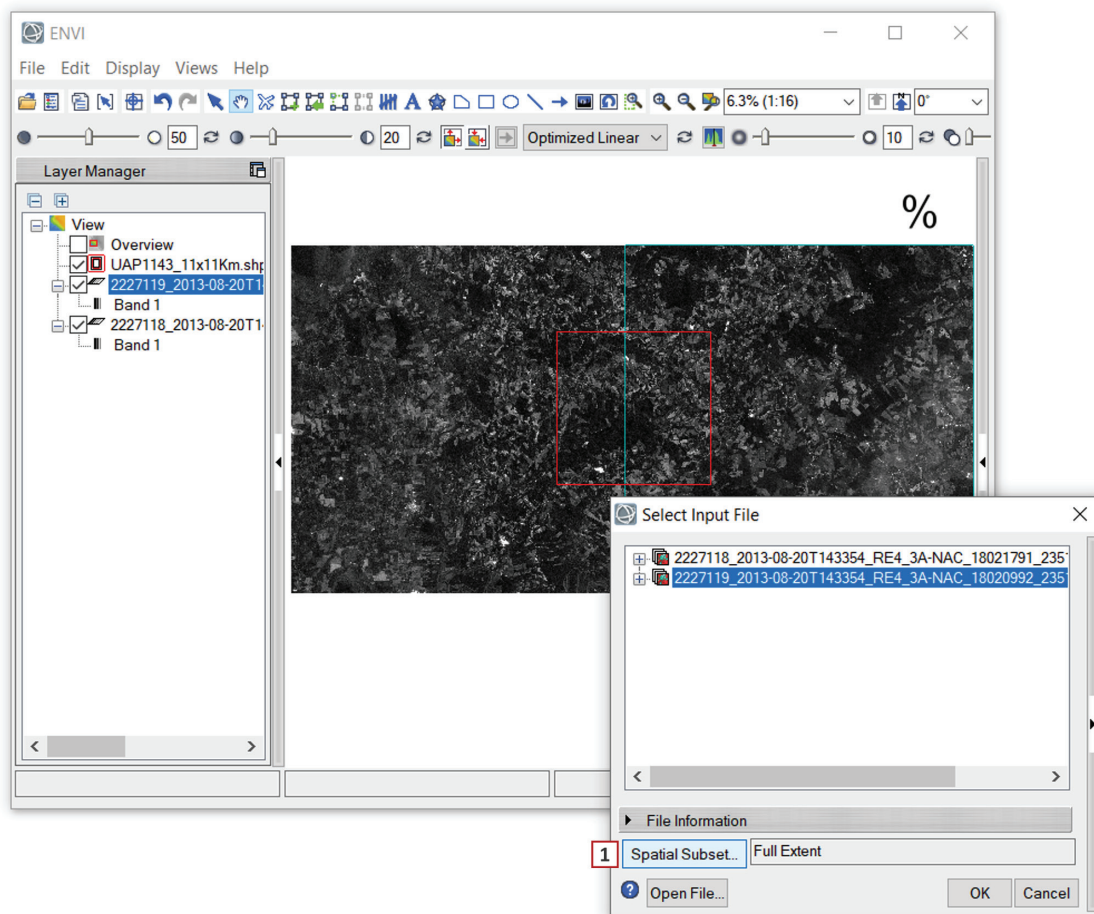 ENVI
File Edit Display Views Help
6.3% (1:16) 0°
50 20 Optimized Linear 10
Layer Manager
View
Overview
UAP1143_11x11Km.shp
2227119_2013-08-20T1
Band 1
2227118_2013-08-20T1
Band 1
%
Select Input File
2227118_2013-08-20T143354_RE4_3A-NAC_18021791_235
2227119_2013-08-20T143354_RE4_3A-NAC_18020992_235
File Information
1 Spatial Subset... Full Extent
Open File... OK Cancel